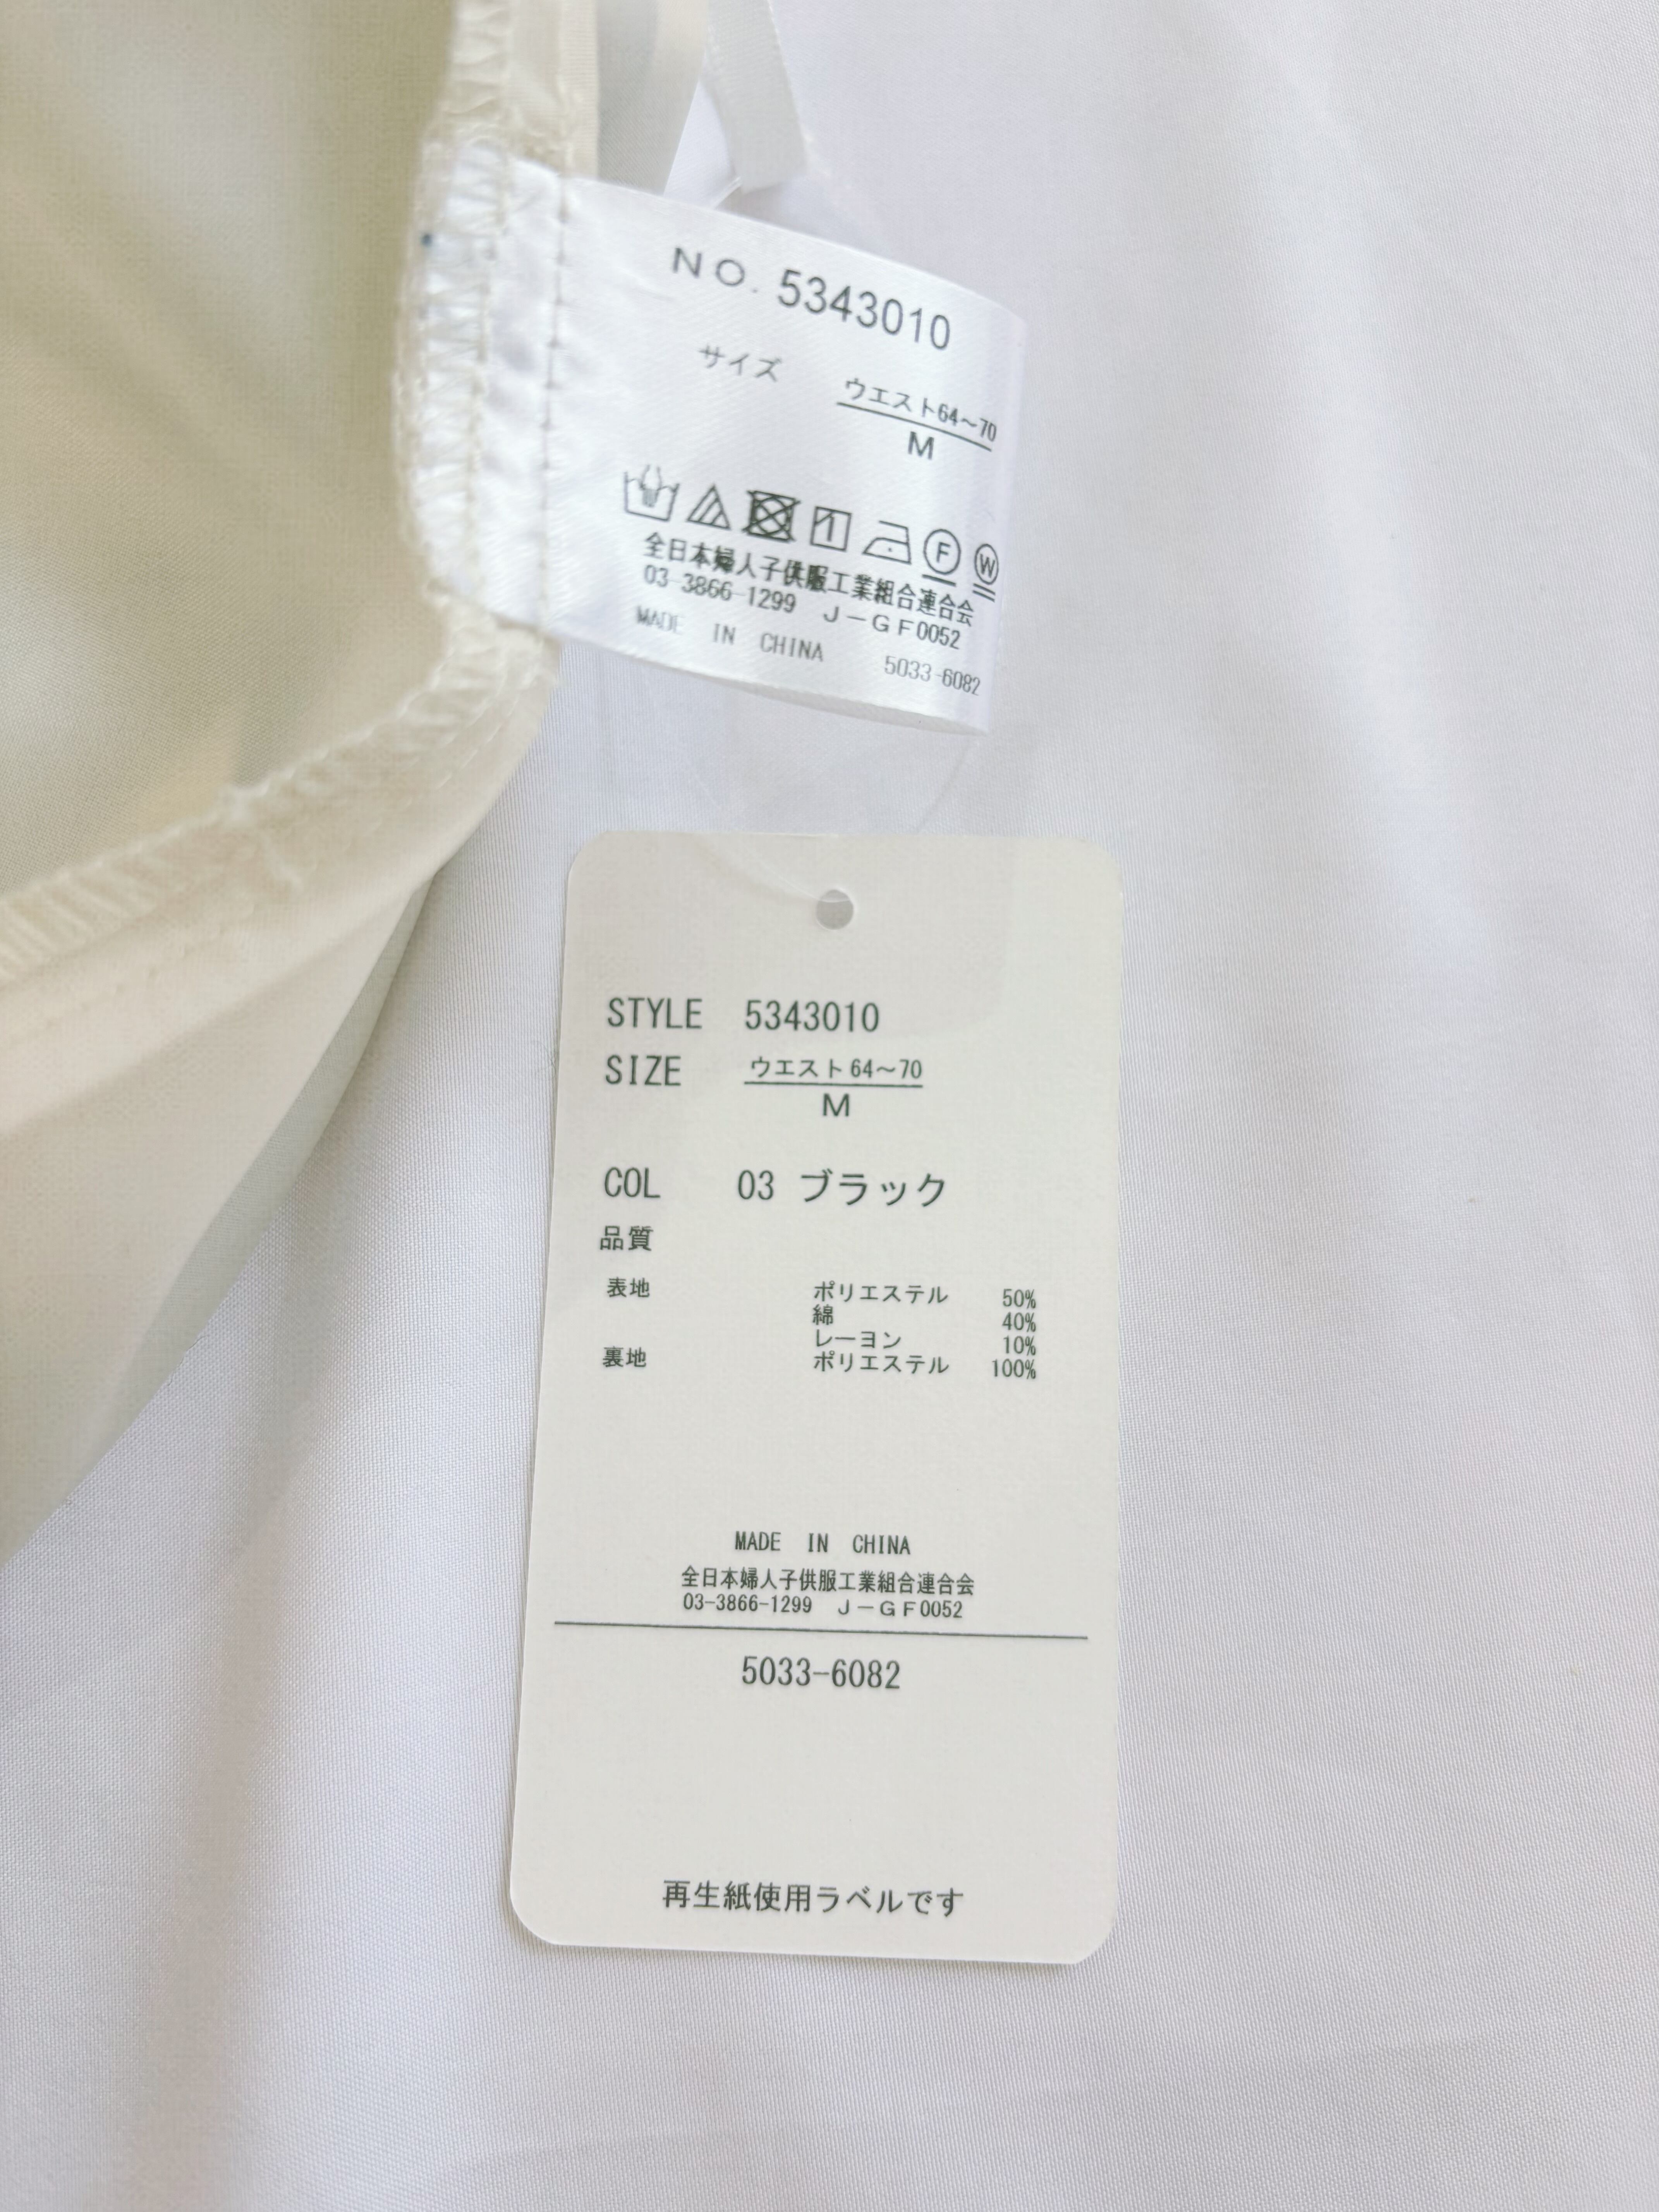 NO. 5343010
サイズ ウエスト64～70
M
F W
全日本婦人子供服工業組合連合会
03-3866-1299 J－GF0052
MADE IN CHINA 5033-6082
STYLE 5343010
SIZE ウエスト64～70
M
COL 03 ブラック
品質
表地 ポリエステル 50%
綿 40%
レーヨン 10%
裏地 ポリエステル 100%
MADE IN CHINA
全日本婦人子供服工業組合連合会
03-3866-1299 J－GF0052
5033-6082
再生紙使用ラベルです